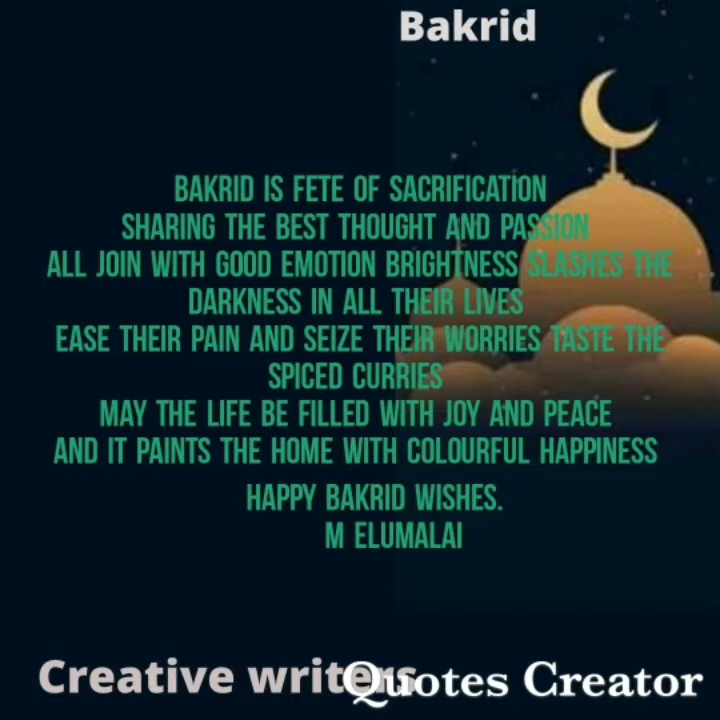 Bakrid
BAKRID IS FETE OF SACRIFICATION
SHARING THE BEST THOUGHT AND PASSION
ALL JOIN WITH GOOD EMOTION BRIGHTNESS SLASHES THE
DARKNESS IN ALL THEIR LIVES
EASE THEIR PAIN AND SEIZE THEIR WORRIES TASTE THE
SPICED CURRIES
MAY THE LIFE BE FILLED WITH JOY AND PEACE
AND IT PAINTS THE HOME WITH COLOURFUL HAPPINESS
HAPPY BAKRID WISHES.
M ELUMALAI
Creative writers Quotes Creator